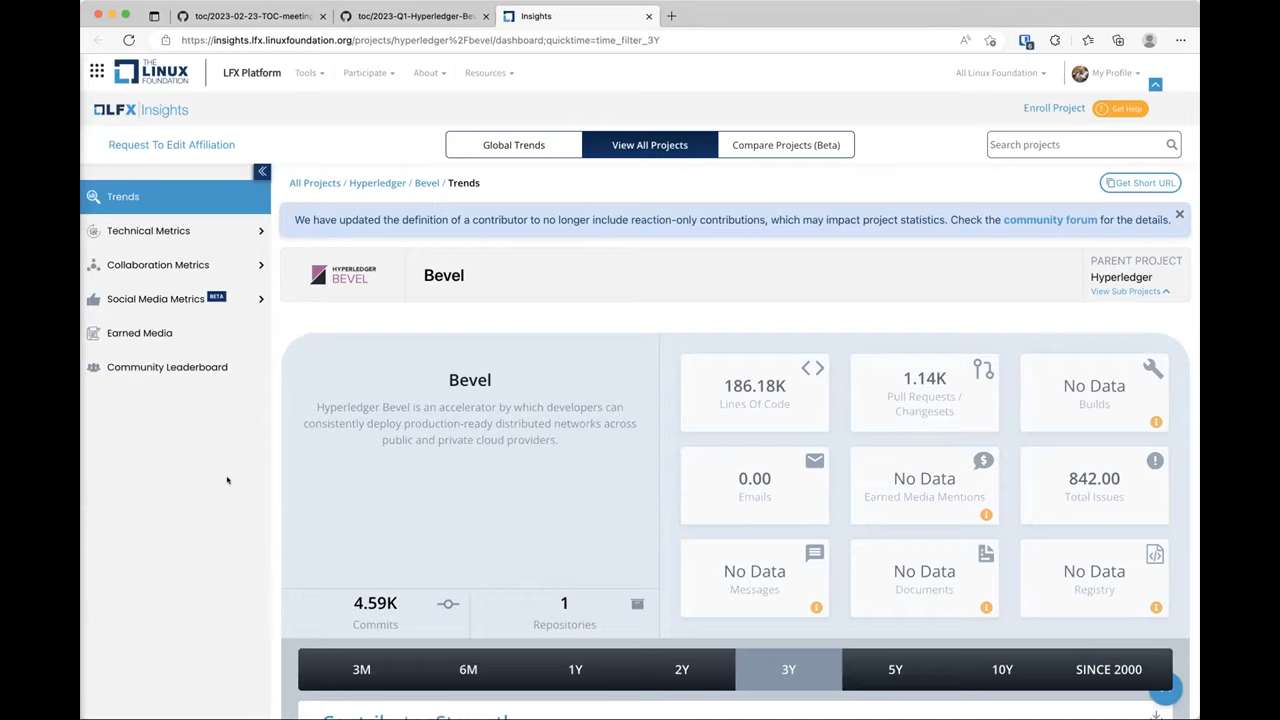 toc/2023-02-23-TOC-meeting
toc/2023-Q1-Hyperledger-Be
Insights
https://insights.lfx.linuxfoundation.org/projects/hyperledger%2Fbevel/dashboard;quicktime=time_filter_3Y
THE LINUX FOUNDATION
LFX Platform
Tools
Participate
About
Resources
All Linux Foundation
My Profile
LFX Insights
Enroll Project
Get Help
Request To Edit Affiliation
Global Trends
View All Projects
Compare Projects (Beta)
Search projects
Trends
Technical Metrics
Collaboration Metrics
Social Media Metrics BETA
Earned Media
Community Leaderboard
All Projects / Hyperledger / Bevel / Trends
Get Short URL
We have updated the definition of a contributor to no longer include reaction-only contributions, which may impact project statistics. Check the community forum for the details.
HYPERLEDGER
BEVEL
Bevel
PARENT PROJECT
Hyperledger
View Sub Projects
Bevel
Hyperledger Bevel is an accelerator by which developers can
consistently deploy production-ready distributed networks across
public and private cloud providers.
4.59K
Commits
1
Repositories
186.18K
Lines Of Code
1.14K
Pull Requests /
Changesets
No Data
Builds
0.00
Emails
No Data
Earned Media Mentions
842.00
Total Issues
No Data
Messages
No Data
Documents
No Data
Registry
3M
6M
1Y
2Y
3Y
5Y
10Y
SINCE 2000
Contributor Strength